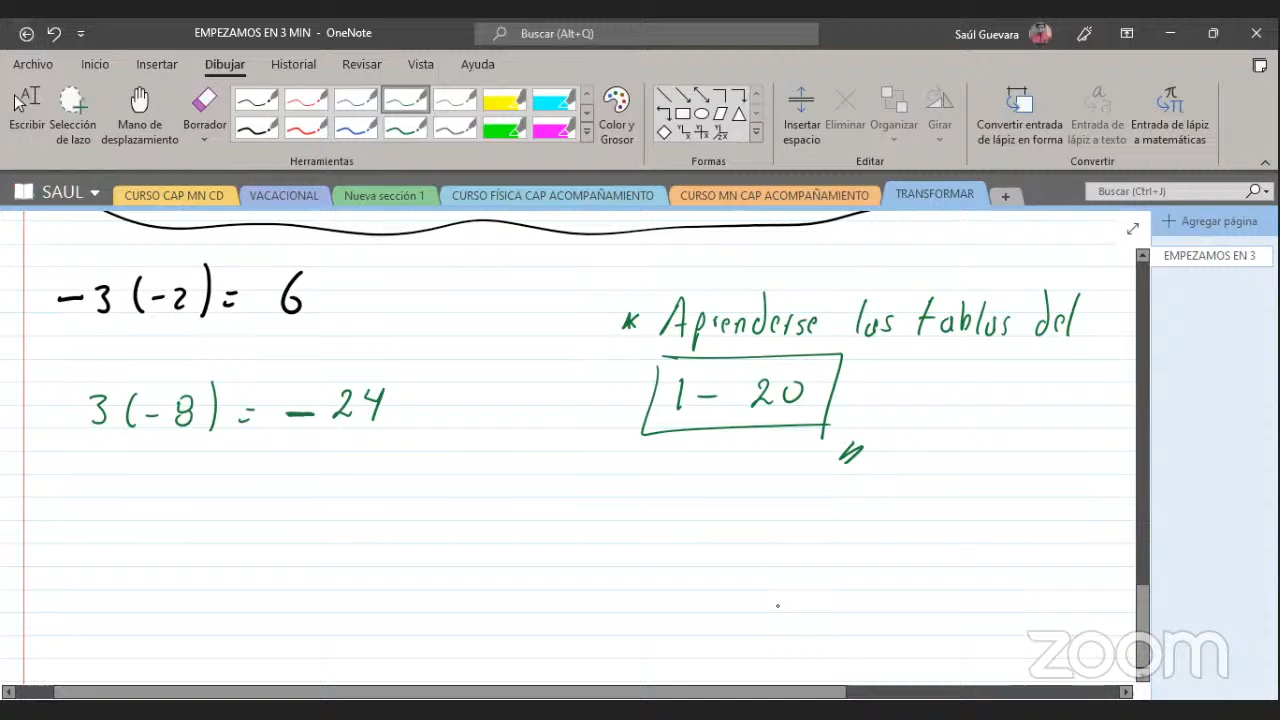 EMPEZAMOS EN 3 MIN - OneNote
Buscar (Alt+Q)
Saúl Guevara
Archivo Inicio Insertar Dibujar Historial Revisar Vista Ayuda
Escribir
Selección de lazo
Mano de desplazamiento
Borrador
Color y Grosor
Insertar espacio
Eliminar
Organizar
Girar
Convertir entrada de lápiz en forma
Entrada de lápiz a texto
Entrada de lápiz a matemáticas
Herramientas Formas Editar Convertir
SAUL CURSO CAP MN CD VACACIONAL Nueva sección 1 CURSO FÍSICA CAP ACOMPAÑAMIENTO CURSO MN CAP ACOMPAÑAMIENTO TRANSFORMAR + Buscar (Ctrl+J)
Agregar página
EMPEZAMOS EN 3
-3(-2)= 6
* Aprenderse las tablas del
1 - 20
3(-8) = - 24
zoom